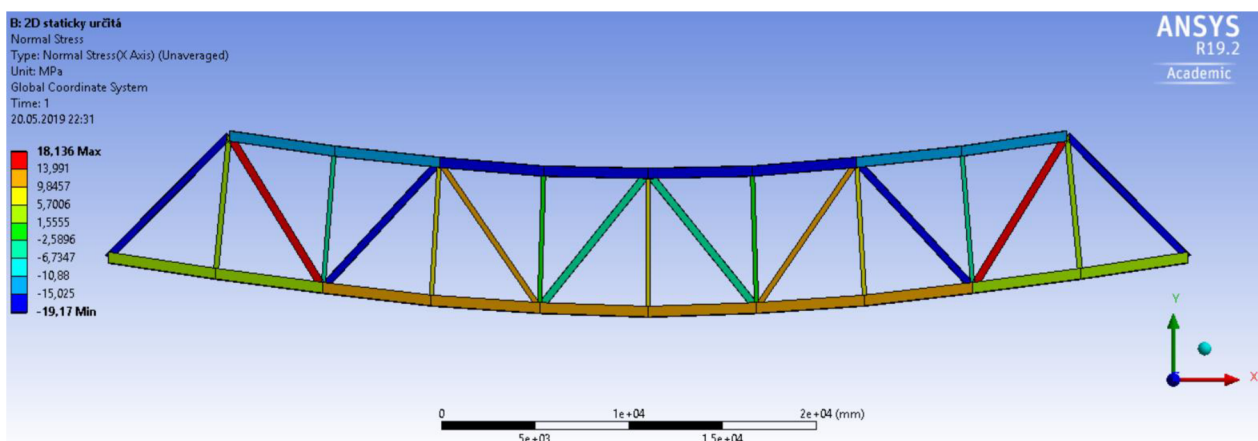 B: 2D staticky určitá
Normal Stress
Type: Normal Stress(X Axis) (Unaveraged)
Unit: MPa
Global Coordinate System
Time: 1
20.05.2019 22:31
18,136 Max
13,991
9,8457
5,7006
1,5555
-2,5896
-6,7347
-10,88
-15,025
-19,17 Min
ANSYS
R19.2
Academic
Y
X
0 1e+04 2e+04 (mm)
5e+03 1,5e+04